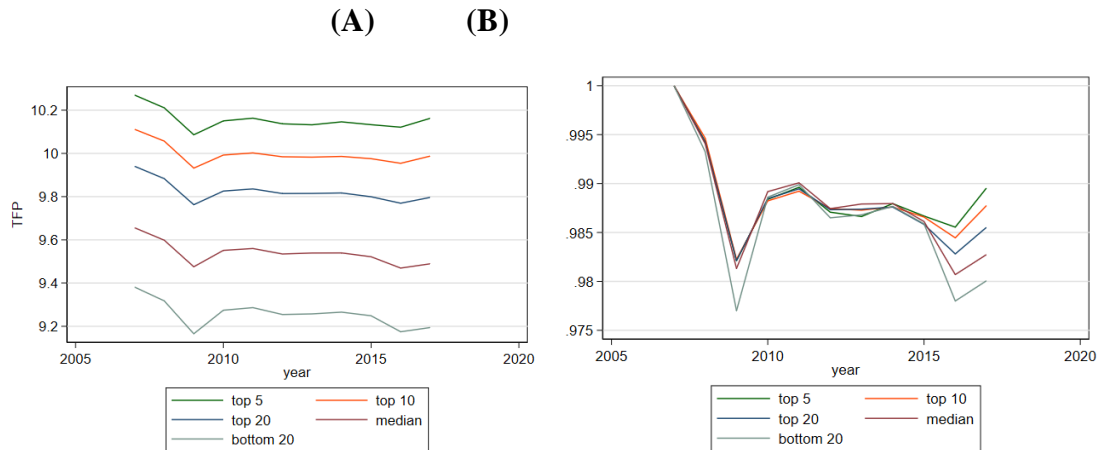 (A) (B)
TFP
10.2
10
9.8
9.6
9.4
9.2
2005 2010 2015 2020
year
top 5 top 10
top 20 median
bottom 20
1
.995
.99
.985
.98
.975
2005 2010 2015 2020
year
top 5 top 10
top 20 median
bottom 20